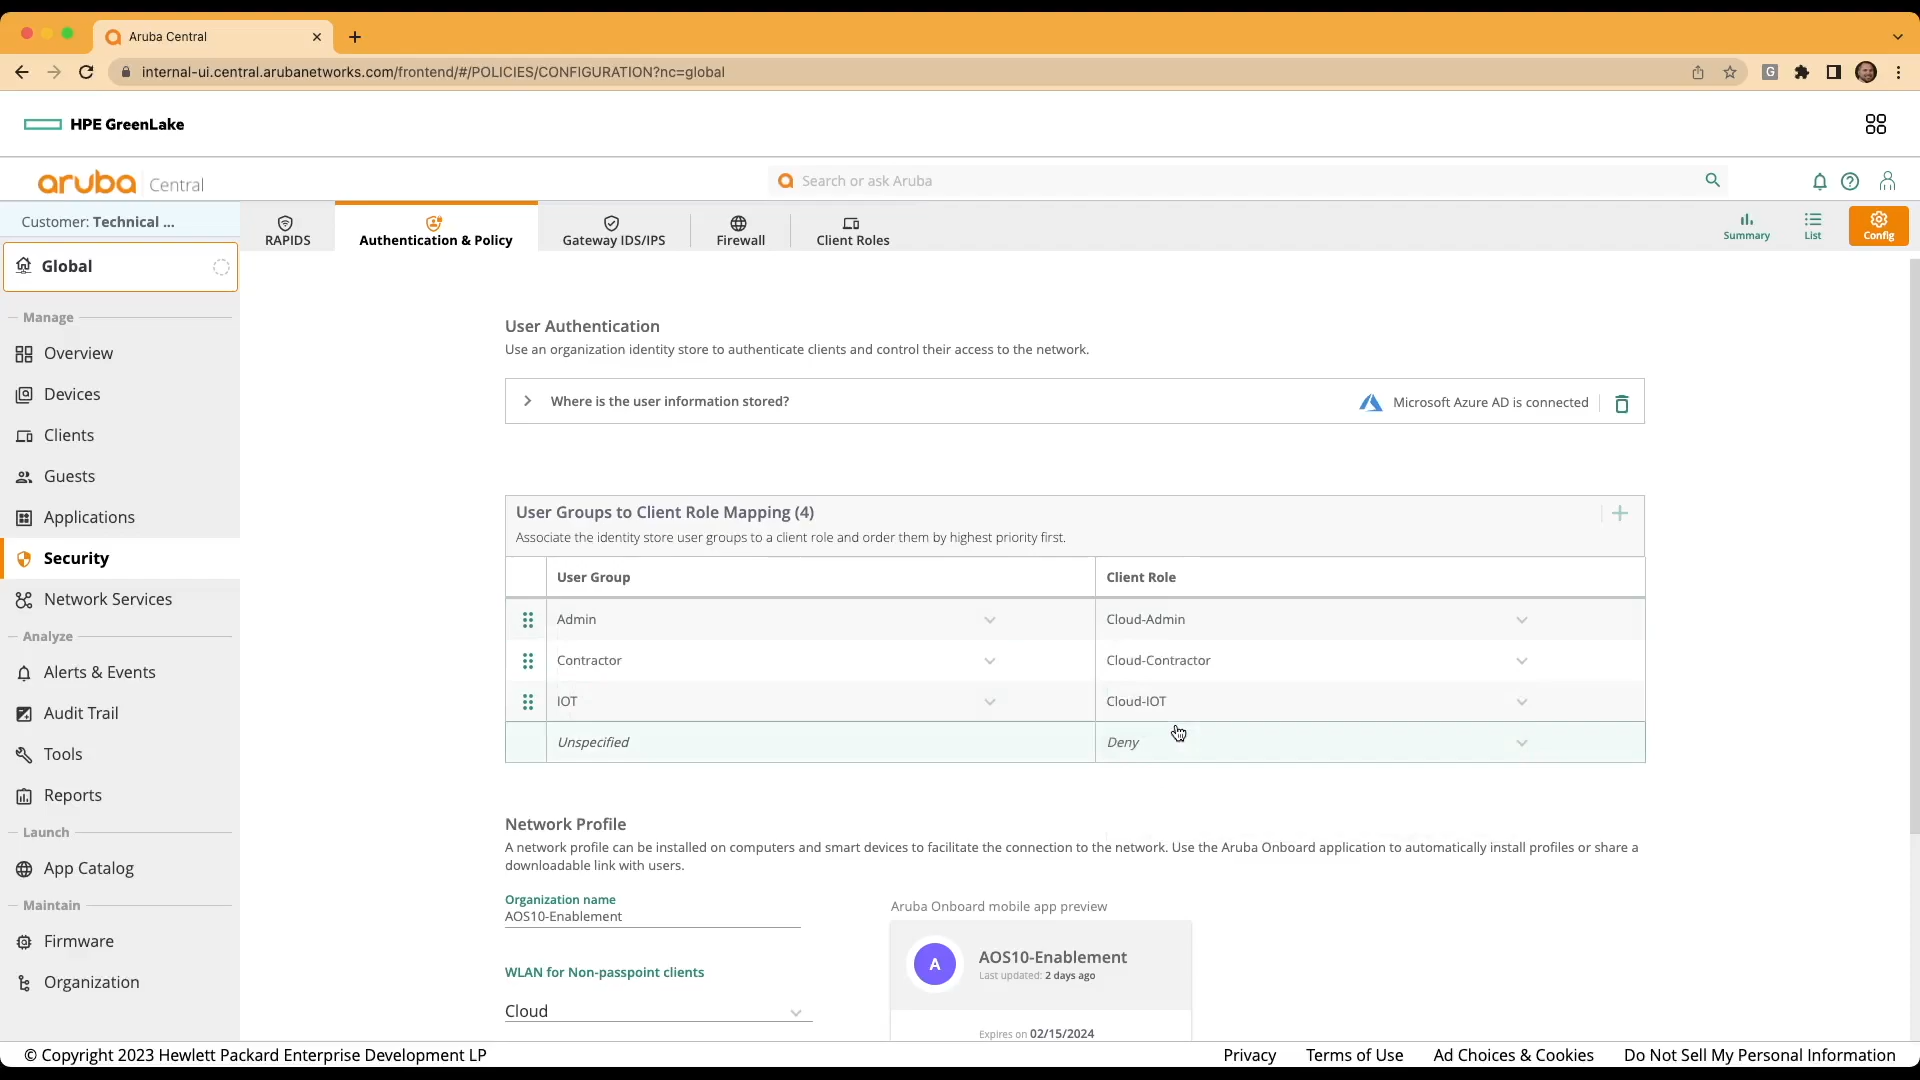 Aruba Central
internal-ui.central.arubanetworks.com/frontend/#/POLICIES/CONFIGURATION?nc=global
G
HPE GreenLake
aruba Central
Search or ask Aruba
Customer: Technical ...
RAPIDS
Authentication & Policy
Gateway IDS/IPS
Firewall
Client Roles
Summary
List
Config
Global
Manage
Overview
Devices
Clients
Guests
Applications
Security
Network Services
Analyze
Alerts & Events
Audit Trail
Tools
Reports
Launch
App Catalog
Maintain
Firmware
Organization
User Authentication
Use an organization identity store to authenticate clients and control their access to the network.
Where is the user information stored?
Microsoft Azure AD is connected
User Groups to Client Role Mapping (4)
Associate the identity store user groups to a client role and order them by highest priority first.
User Group
Client Role
Admin
Cloud-Admin
Contractor
Cloud-Contractor
IOT
Cloud-IOT
Unspecified
Deny
Network Profile
A network profile can be installed on computers and smart devices to facilitate the connection to the network. Use the Aruba Onboard application to automatically install profiles or share a
downloadable link with users.
Organization name
AOS10-Enablement
WLAN for Non-passpoint clients
Cloud
Aruba Onboard mobile app preview
A
AOS10-Enablement
Last updated: 2 days ago
Expires on 02/15/2024
© Copyright 2023 Hewlett Packard Enterprise Development LP
Privacy
Terms of Use
Ad Choices & Cookies
Do Not Sell My Personal Information